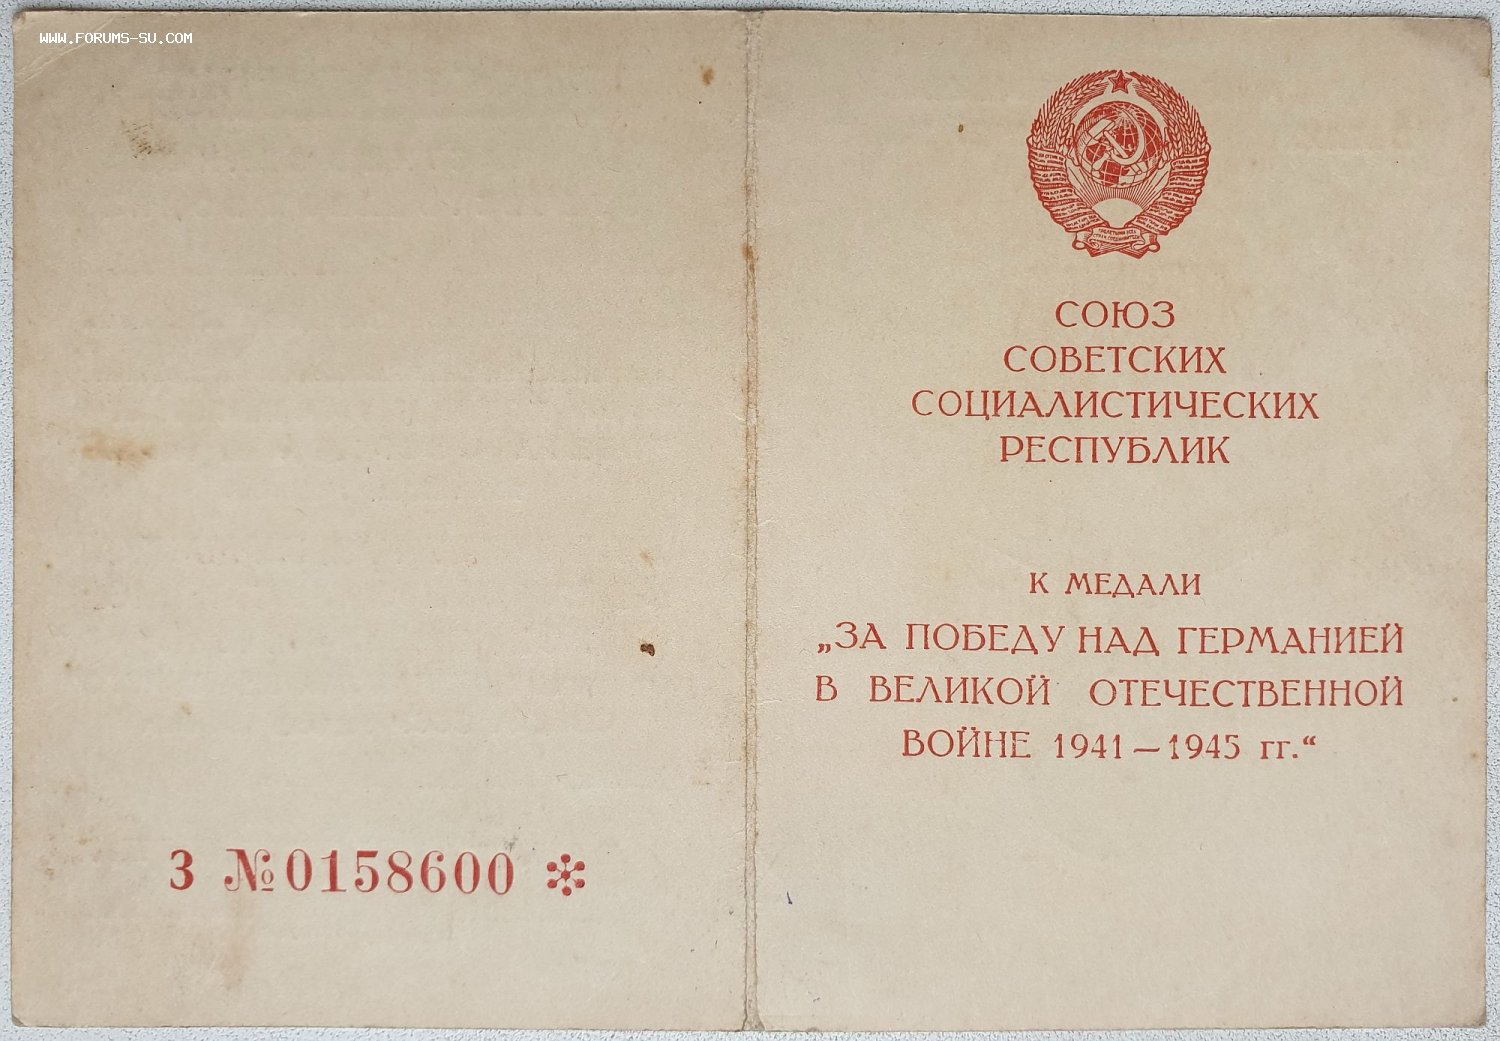 WWW.FORUMS-SU.COM
СОЮЗ
СОВЕТСКИХ
СОЦИАЛИСТИЧЕСКИХ
РЕСПУБЛИК
К МЕДАЛИ
„ЗА ПОБЕДУ НАД ГЕРМАНИЕЙ
В ВЕЛИКОЙ ОТЕЧЕСТВЕННОЙ
ВОЙНЕ 1941—1945 гг.“
З №0158600